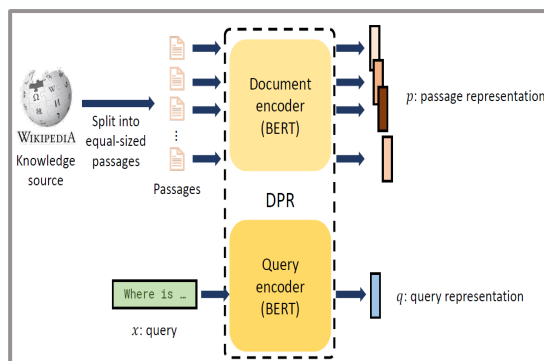 WIKIPEDIA
Knowledge
source
Split into
equal-sized
passages
Passages
Document
encoder
(BERT)
p: passage representation
DPR
Where is …
x: query
Query
encoder
(BERT)
q: query representation